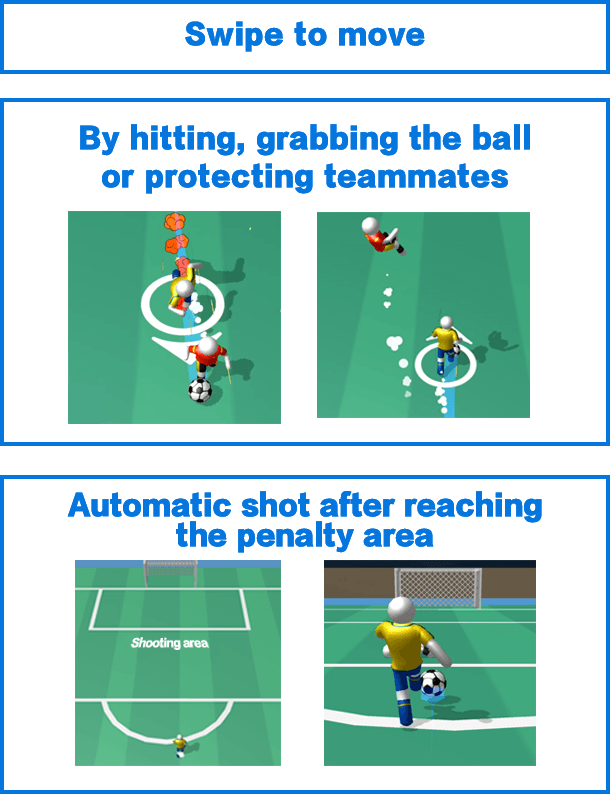 Swipe to move
By hitting, grabbing the ball
or protecting teammates
Automatic shot after reaching
the penalty area
Shooting area